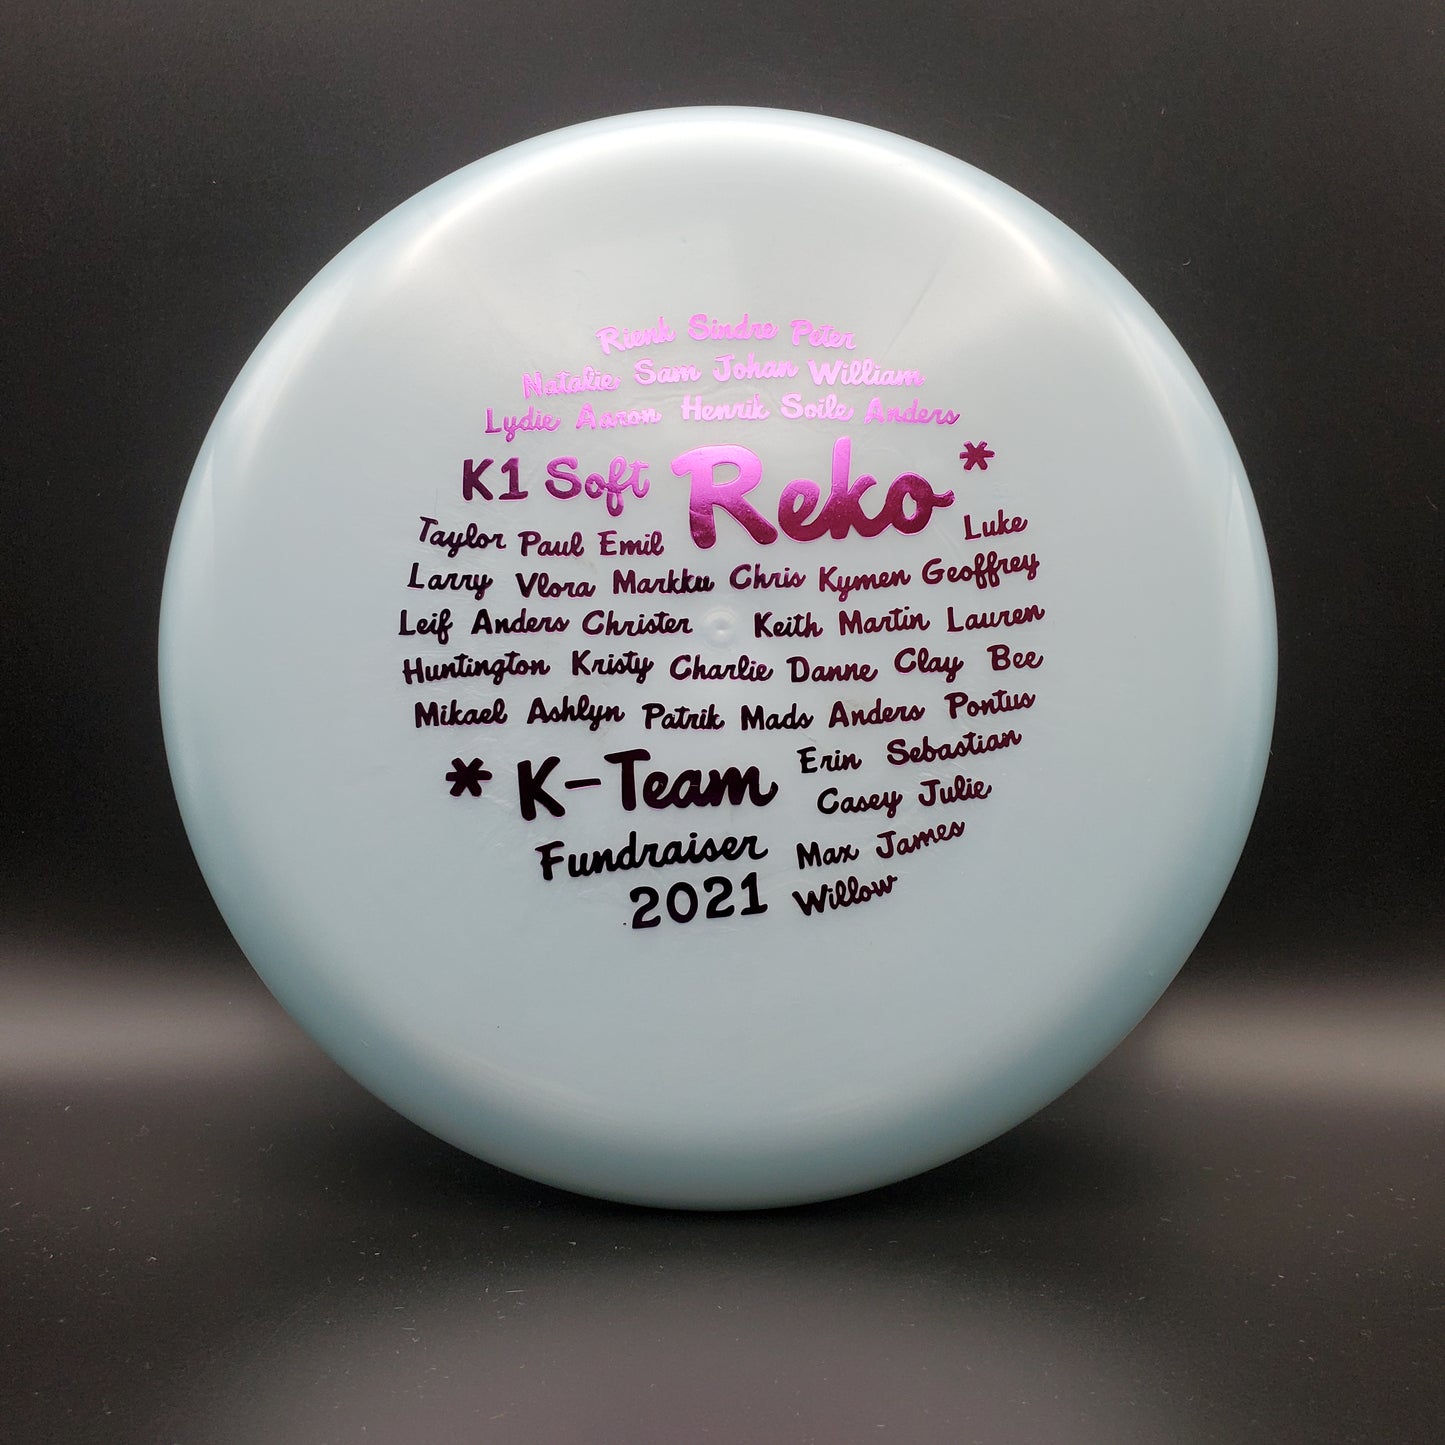 Rienk Sindre Peter
Natalie Sam Johan William
Lydie Aaron Henrik Soile Anders
K1 Soft Reko *
Taylor Paul Emil Luke
Larry Vlora Markku Chris Kymen Geoffrey
Leif Anders Christer Keith Martin Lauren
Huntington Kristy Charlie Danne Clay Bee
Mikael Ashlyn Patrik Mads Anders Pontus
* K-Team Erin Sebastian
Casey Julie
Fundraiser Max James
2021 Willow